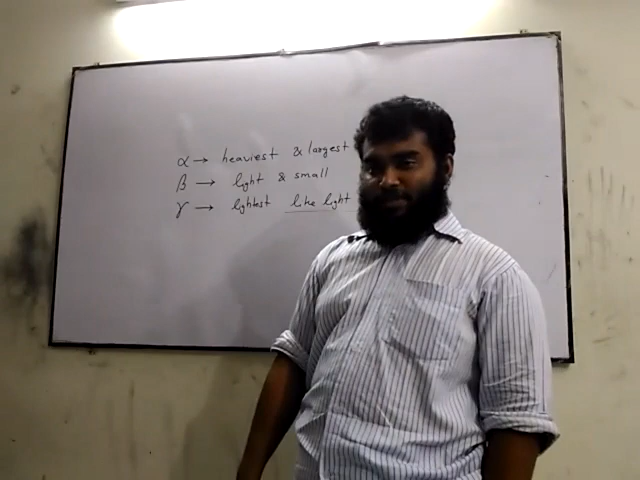 α → heaviest & largest
β → light & small
γ → lightest like light